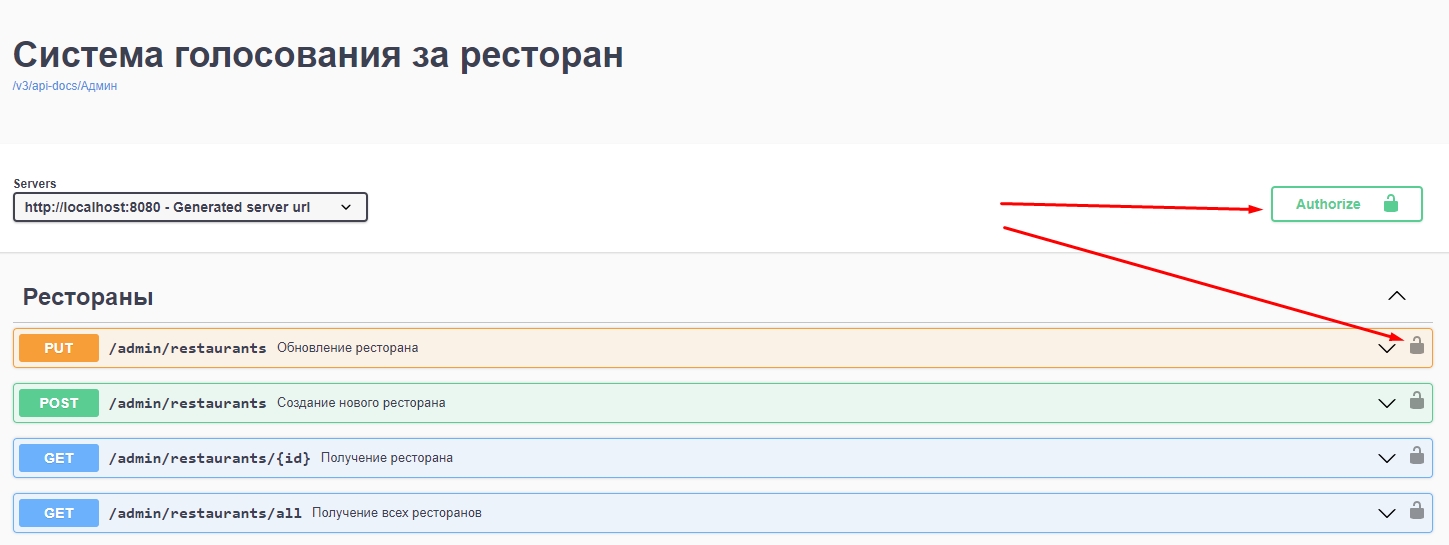 Система голосования за ресторан
/v3/api-docs/Админ
Servers
http://localhost:8080 - Generated server url
Authorize
Рестораны
PUT /admin/restaurants Обновление ресторана
POST /admin/restaurants Создание нового ресторана
GET /admin/restaurants/{id} Получение ресторана
GET /admin/restaurants/all Получение всех ресторанов